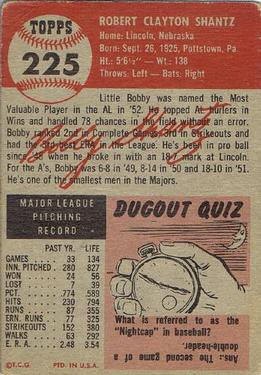 TOPPS
225
ROBERT CLAYTON SHANTZ
Home: Lincoln, Nebraska
Born: Sep. 26, 1925, Pottstown, Pa.
Ht.: 5'6½" - Wt.: 138
Throws: Left - Bats: Right
Little Bobby was named the Most
Valuable Player in the AL in '52. He topped AL hurlers in
Wins and handled 78 chances in the field without an error.
Bobby ranked 2nd in Complete Games 3rd in Strikeouts and
had the 3rd best ERA in the League. He's been in pro ball
since '48 when he broke in with an 18-7 mark at Lincoln.
For the A's, Bobby was 6-8 in '49, 8-14 in '50 and 18-10 in '51.
He's one of the smallest men in the Majors.
MAJOR LEAGUE
PITCHING
RECORD
PAST YR. LIFE
GAMES 33 134
INN. PITCHED 280 827
WON 24 56
LOST 7 39
PCT. .774 .589
HITS 230 794
RUNS 87 355
ERN. RUNS 77 325
STRIKEOUTS 152 380
WALKS 63 292
E. R. A. 2.48 3.54
DUGOUT QUIZ
What is referred to as the
"Nightcap" in baseball?
Ans.: The second game of a
double-header.
©T.C.G. PTD. IN U.S.A.